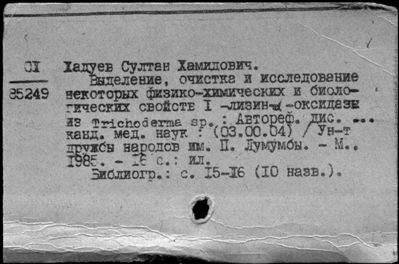 СІ Хадуев Султан Хамидович.
85249 Выделение, очистка и исследование
некоторых физико-химических и биоло-
гических свойств I -лизин-α-оксидазы
из Trichoderma sp. : Автореф. дис. ...
канд. мед. наук : (03.00.04) / Ун-т
дружбы народов им. П. Лумумбы. - М.,
1985. - 16 с.: ил.
Библиогр.: с. 15-16 (10 назв.).